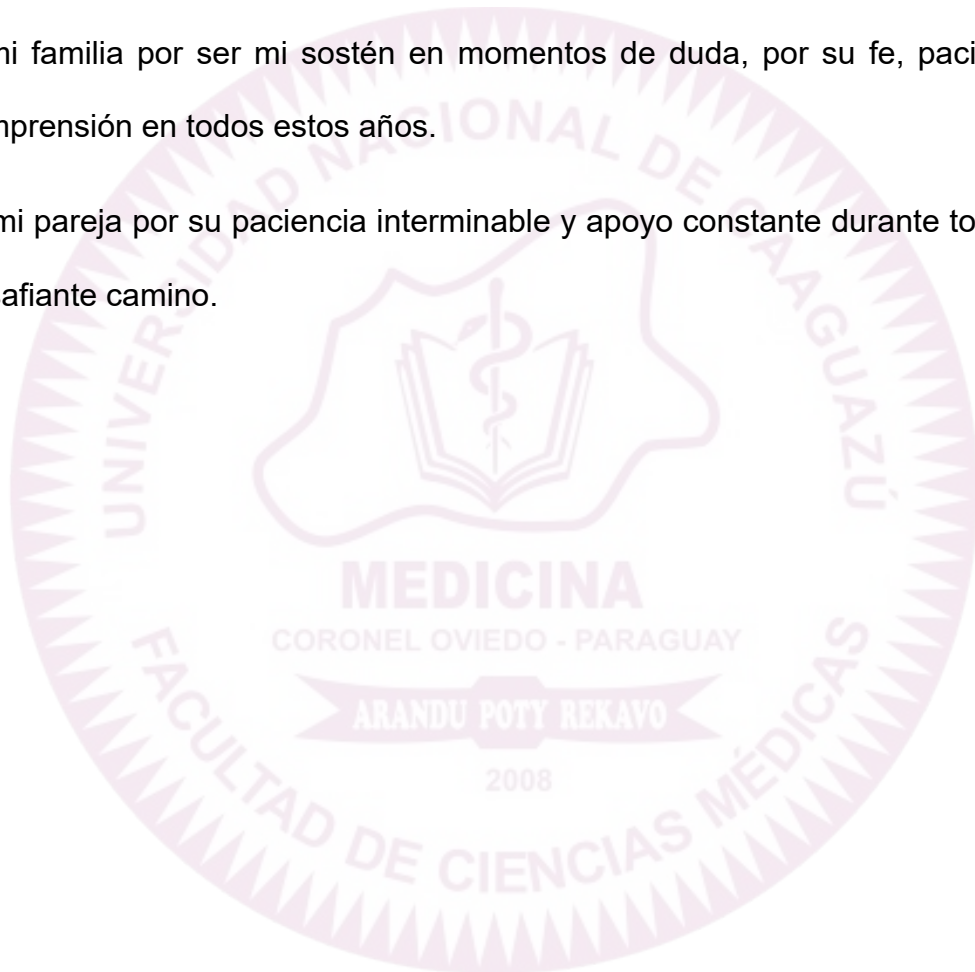 mi familia por ser mi sostén en momentos de duda, por su fe, paci
mprensión en todos estos años.
mi pareja por su paciencia interminable y apoyo constante durante to
afiante camino.
UNIVERSIDAD NACIONAL DE CAAGUAZÚ
MEDICINA
CORONEL OVIEDO - PARAGUAY
ARANDU POTY REKAVO
2008
FACULTAD DE CIENCIAS MÉDICAS